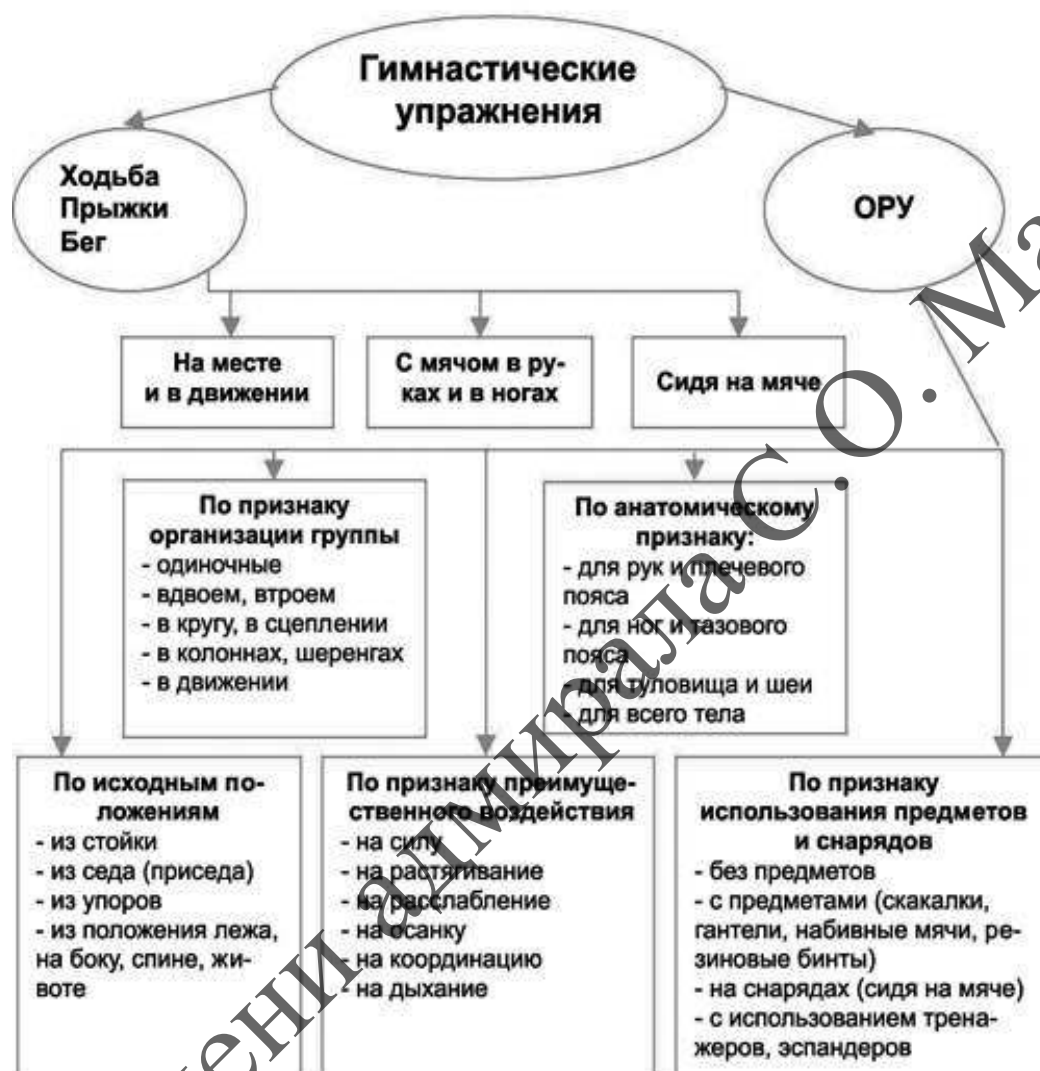 Гимнастические
упражнения
Ходьба
Прыжки
Бег
ОРУ
На месте
и в движении
С мячом в ру-
ках и в ногах
Сидя на мяче
По признаку
организации группы
- одиночные
- вдвоем, втроем
- в кругу, в сцеплении
- в колоннах, шеренгах
- в движении
По анатомическому
признаку:
- для рук и плечевого
пояса
- для ног и тазового
пояса
- для туловища и шеи
- для всего тела
По исходным по-
ложениям
- из стойки
- из седа (приседа)
- из упоров
- из положения лежа,
на боку, спине, жи-
воте
По признаку преимуще-
ственного воздействия
- на силу
- на растягивание
- на расслабление
- на осанку
- на координацию
- на дыхание
По признаку
использования предметов
и снарядов
- без предметов
- с предметами (скакалки,
гантели, набивные мячи, ре-
зиновые бинты)
- на снарядах (сидя на мяче)
- с использованием трена-
жеров, эспандеров
адмирала С.О.